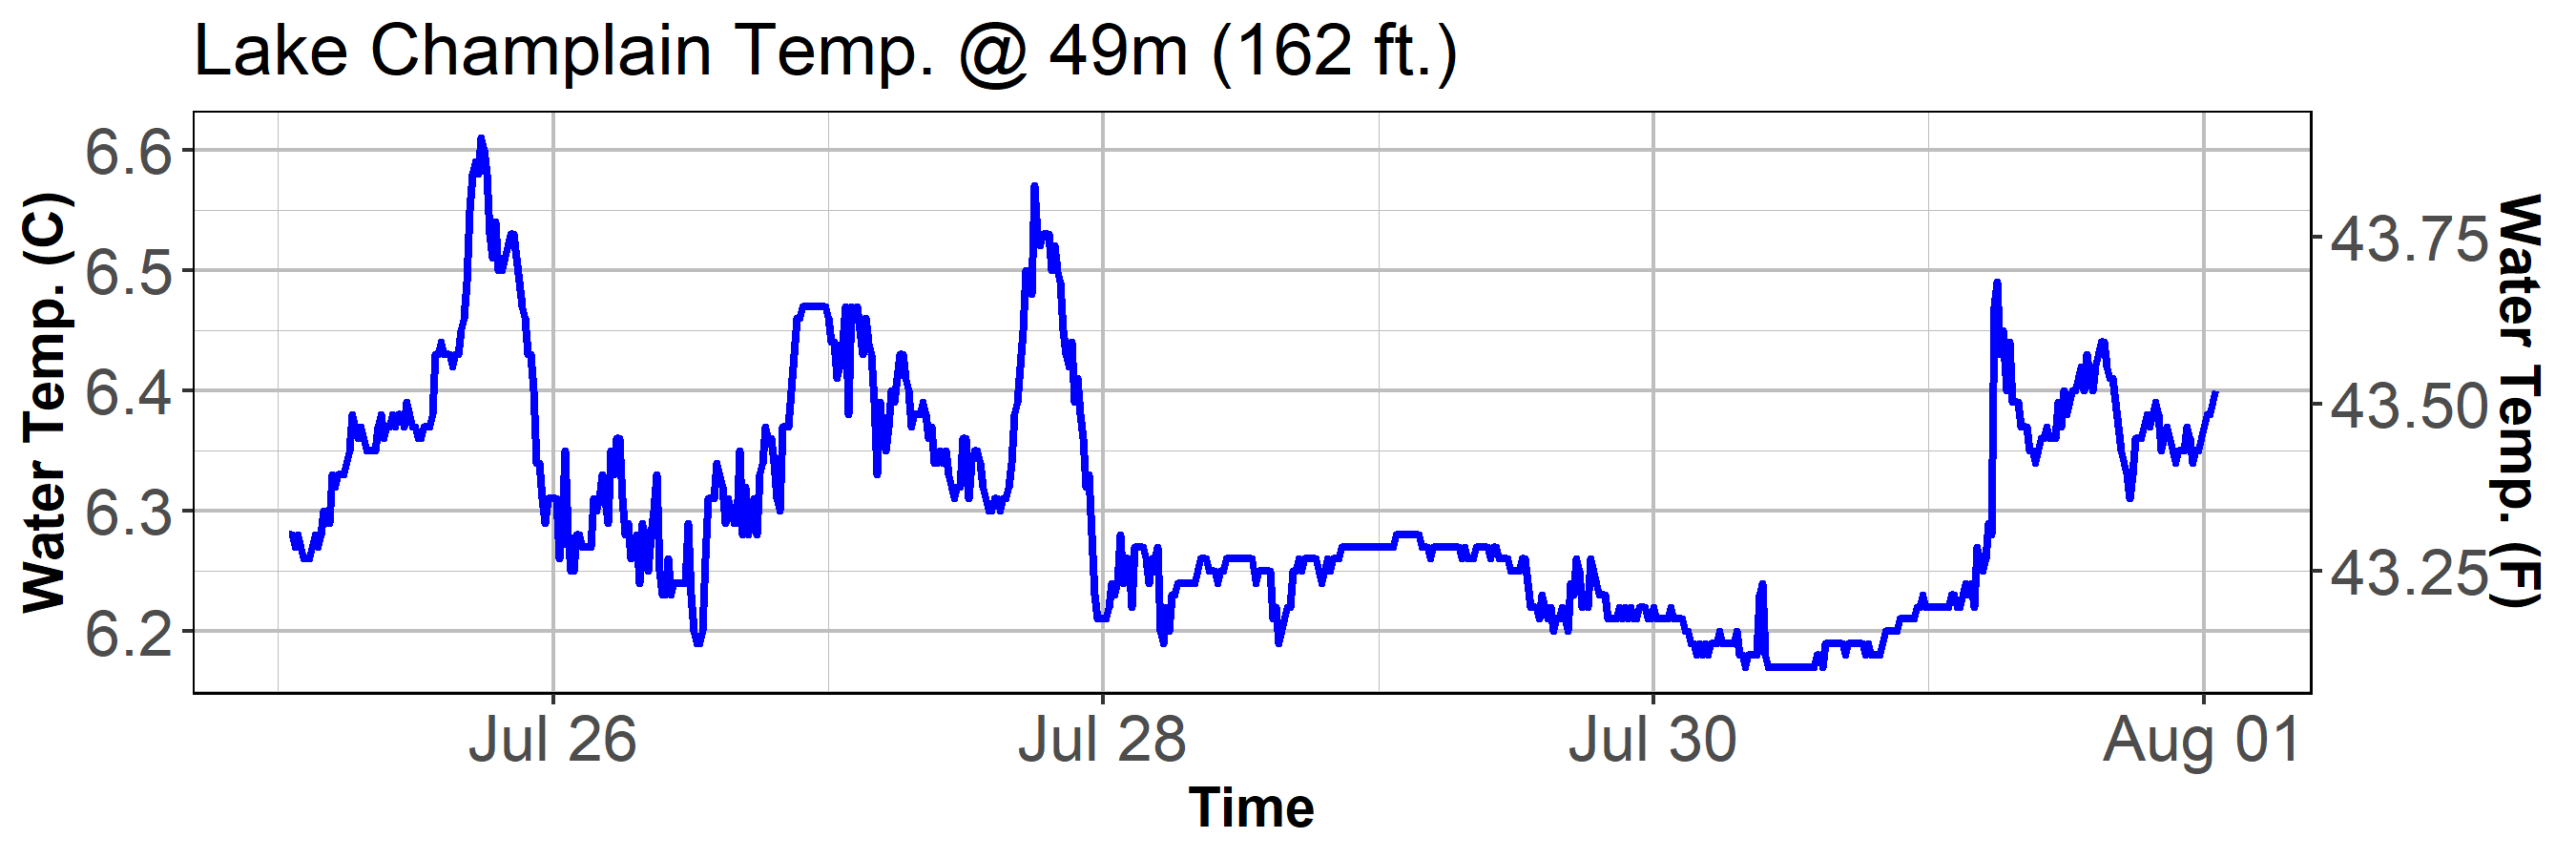 Lake Champlain Temp. @ 49m (162 ft.)
Water Temp. (C)
6.6
6.5
6.4
6.3
6.2
43.75
43.50
43.25
Water Temp. (F)
Jul 26
Jul 28
Jul 30
Aug 01
Time